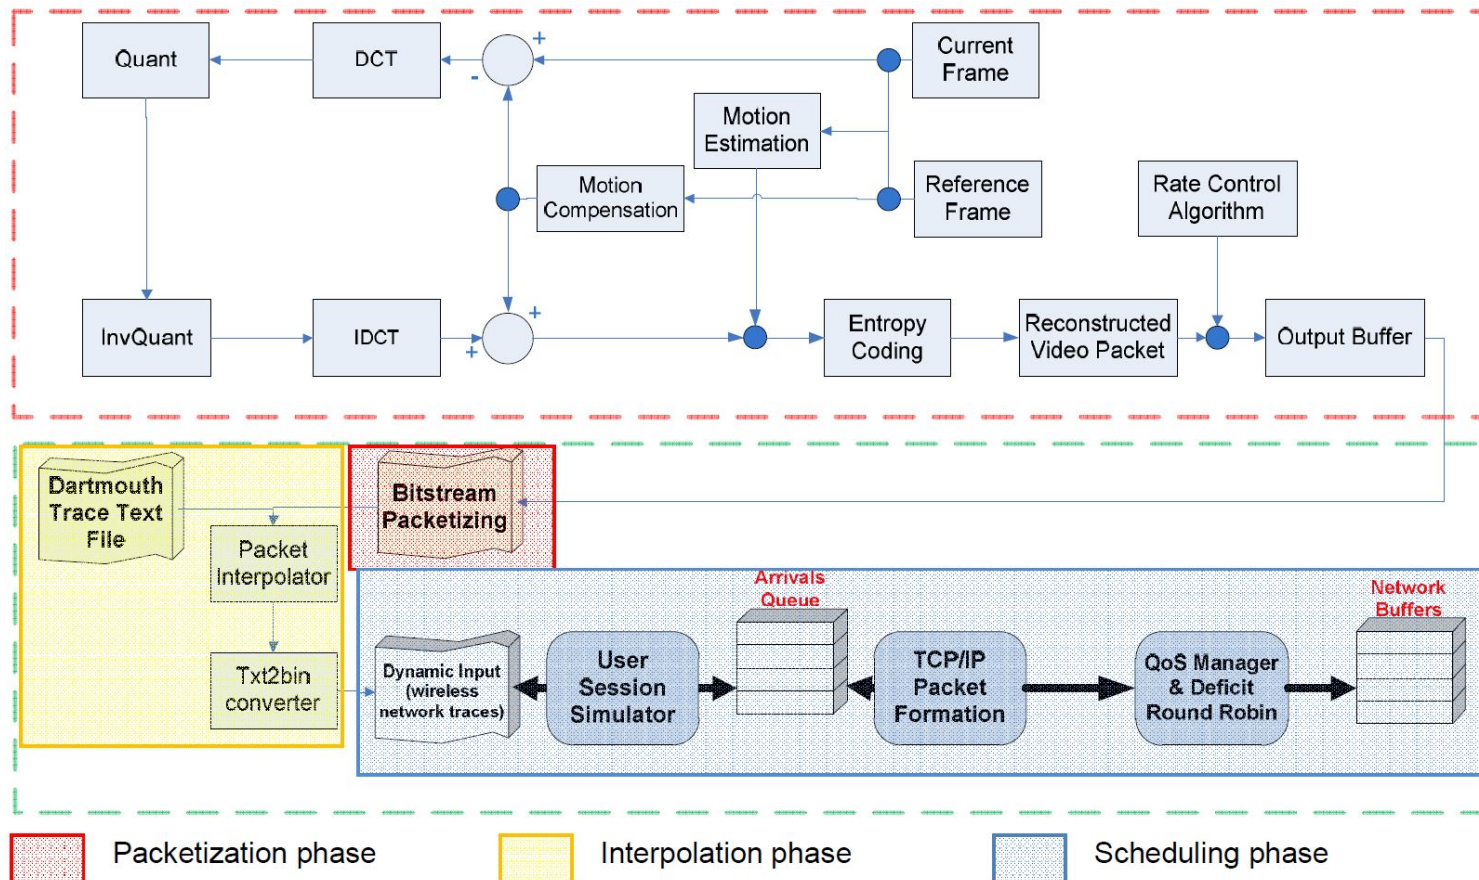 Quant
DCT
+
-
Current
Frame
Motion
Estimation
Motion
Compensation
Reference
Frame
Rate Control
Algorithm
InvQuant
IDCT
+
+
Entropy
Coding
Reconstructed
Video Packet
Output Buffer
Dartmouth
Trace Text
File
Bitstream
Packetizing
Packet
Interpolator
Txt2bin
converter
Arrivals
Queue
Network
Buffers
Dynamic Input
(wireless
network traces)
User
Session
Simulator
TCP/IP
Packet
Formation
QoS Manager
& Deficit
Round Robin
Packetization phase
Interpolation phase
Scheduling phase